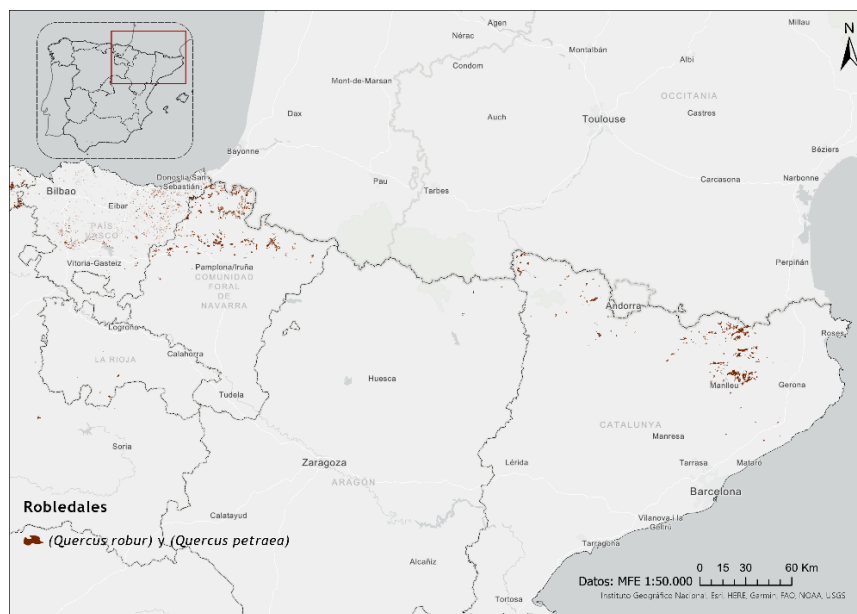 Agen
Millau
N
Nérac
Montalbán
Condom
Albi
Mont-de-Marsan
OCCITANIA
Dax
Auch
Toulouse
Castres
Bayonne
Béziers
Donostia/San
Sebastián
Pau
Tarbes
Carcasona
Narbonne
Bilbao
Eibar
PAÍS
VASCO
Vitoria-Gasteiz
Pamplona/Iruña
COMUNIDAD
FORAL
DE
NAVARRA
Perpiñán
Andorra
Logroño
Roses
LA RIOJA
Calahorra
Tudela
Huesca
Manlleu
Gerona
CATALUNYA
Soria
Manresa
Zaragoza
Lérida
Tarrasa
Mataró
ARAGÓN
Barcelona
Robledales
Calatayud
Vilanova i la
Geltrú
(Quercus robur) y (Quercus petraea)
Tarragona
Alcañiz
Datos: MFE 1:50.000
0 15 30 60 Km
Tortosa
Instituto Geográfico Nacional, Esri, HERE, Garmin, FAO, NOAA, USGS